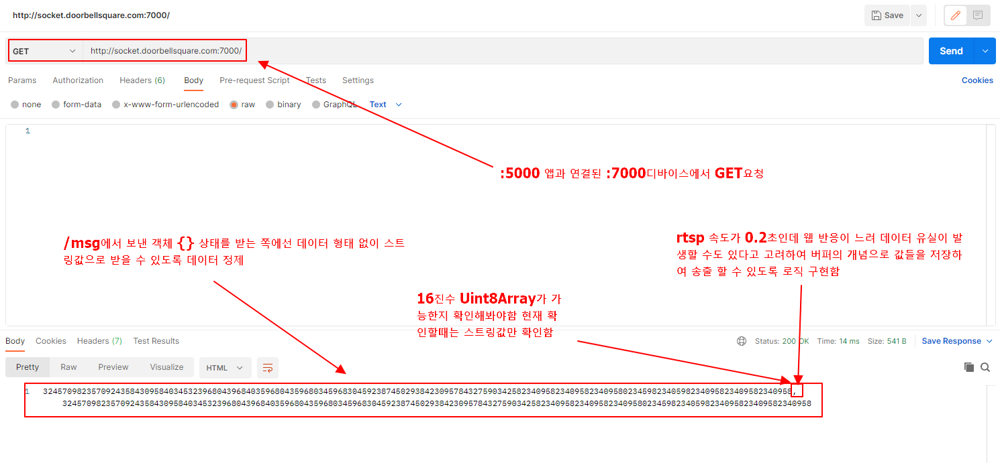 http://socket.doorbellsquare.com:7000/
Save
GET http://socket.doorbellsquare.com:7000/
Send
Params Authorization Headers (6) Body Pre-request Script Tests Settings
Cookies
none form-data x-www-form-urlencoded raw binary GraphQL Text
1
:5000 앱과 연결된 :7000디바이스에서 GET요청
/msg에서 보낸 객체 {} 상태를 받는 쪽에선 데이터 형태 없이 스트
링값으로 받을 수 있도록 데이터 정제
rtsp 속도가 0.2초인데 웹 반응이 느려 데이터 유실이 발
생할 수도 있다고 고려하여 버퍼의 개념으로 값들을 저장하
여 송출 할 수 있도록 로직 구현함
16진수 Uint8Array가 가
능한지 확인해봐야함 현재 확
인할때는 스트링값만 확인함
Body Cookies Headers (7) Test Results
Status: 200 OK Time: 14 ms Size: 541 B Save Response
Pretty Raw Preview Visualize HTML
1 32457098235709243584309584034532396804396840359680435968034596830459238745029384230957843275903425823409582340958234095802345982340598234095823409582340958,
32457098235709243584309584034532396804396840359680435968034596830459238745029384230957843275903425823409582340958234095802345982340598234095823409582340958